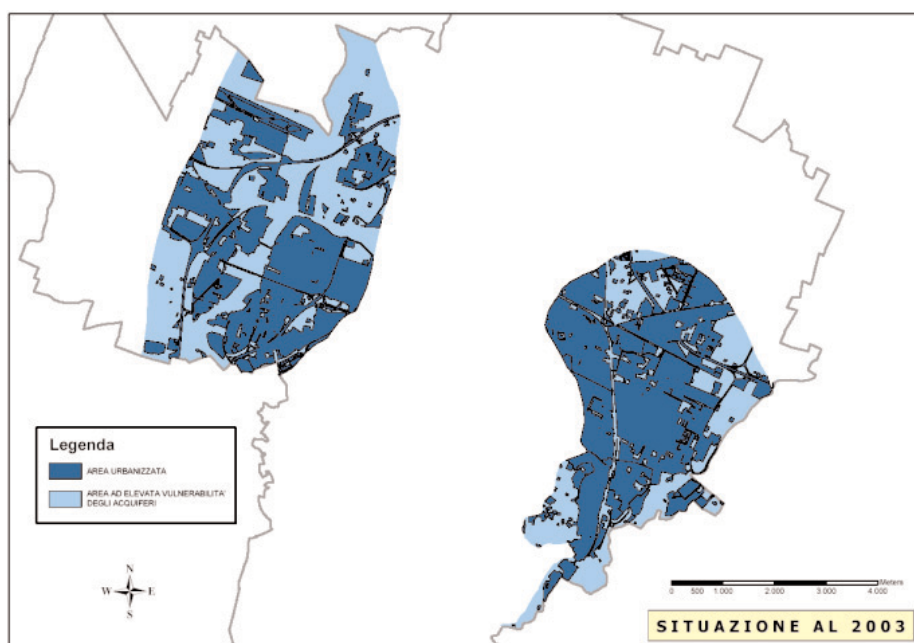 Legenda
AREA URBANIZZATA
AREA AD ELEVATA VULNERABILITA'
DEGLI ACQUIFERI
N
W E
S
Meters
0 500 1 000 2 000 3 000 4 000
SITUAZIONE AL 2003